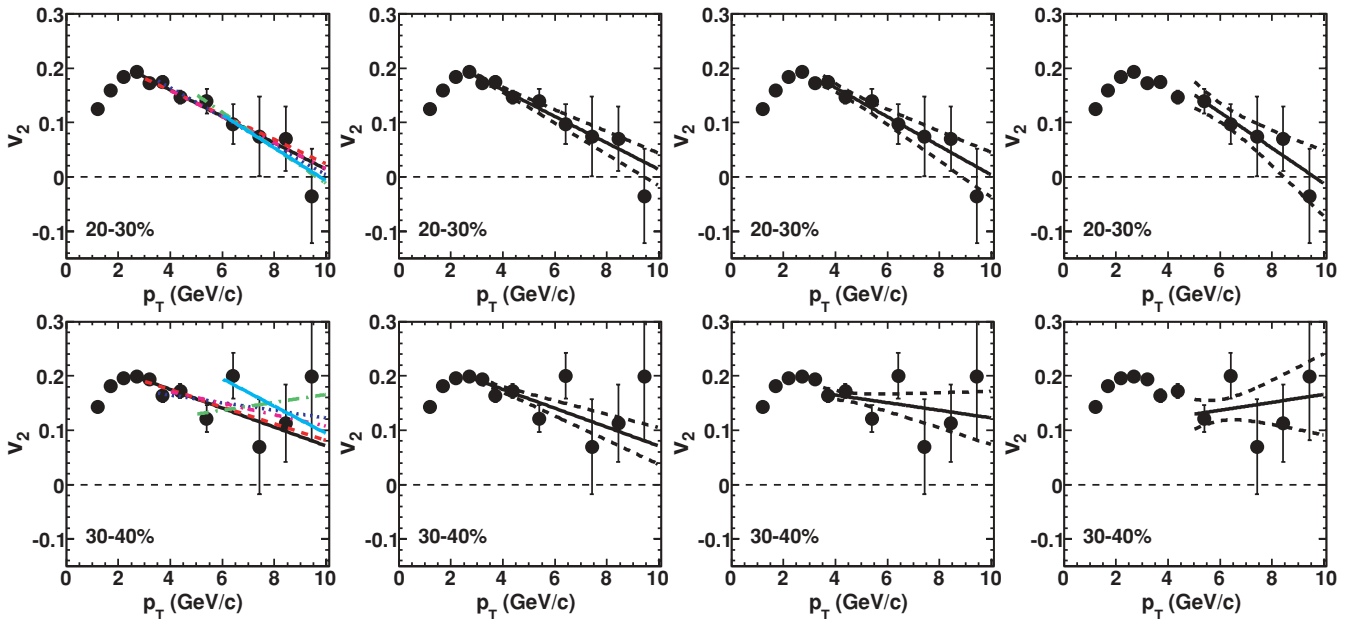 0.3 0.3 0.3 0.3
0.2 0.2 0.2 0.2
v2 v2 v2 v2
0.1 0.1 0.1 0.1
0 0 0 0
20-30% 20-30% 20-30% 20-30%
-0.1 -0.1 -0.1 -0.1
0 2 4 6 8 10 0 2 4 6 8 10 0 2 4 6 8 10 0 2 4 6 8 10
pT (GeV/c) pT (GeV/c) pT (GeV/c) pT (GeV/c)
0.3 0.3 0.3 0.3
0.2 0.2 0.2 0.2
v2 v2 v2 v2
0.1 0.1 0.1 0.1
0 0 0 0
30-40% 30-40% 30-40% 30-40%
-0.1 -0.1 -0.1 -0.1
0 2 4 6 8 10 0 2 4 6 8 10 0 2 4 6 8 10 0 2 4 6 8 10
pT (GeV/c) pT (GeV/c) pT (GeV/c) pT (GeV/c)